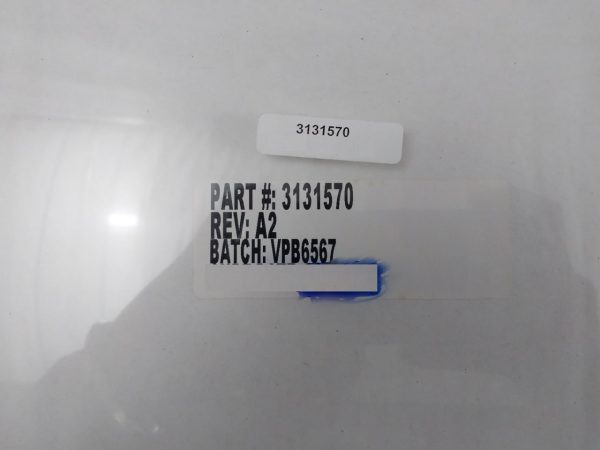 3131570
PART #: 3131570
REV: A2
BATCH: VPB6567